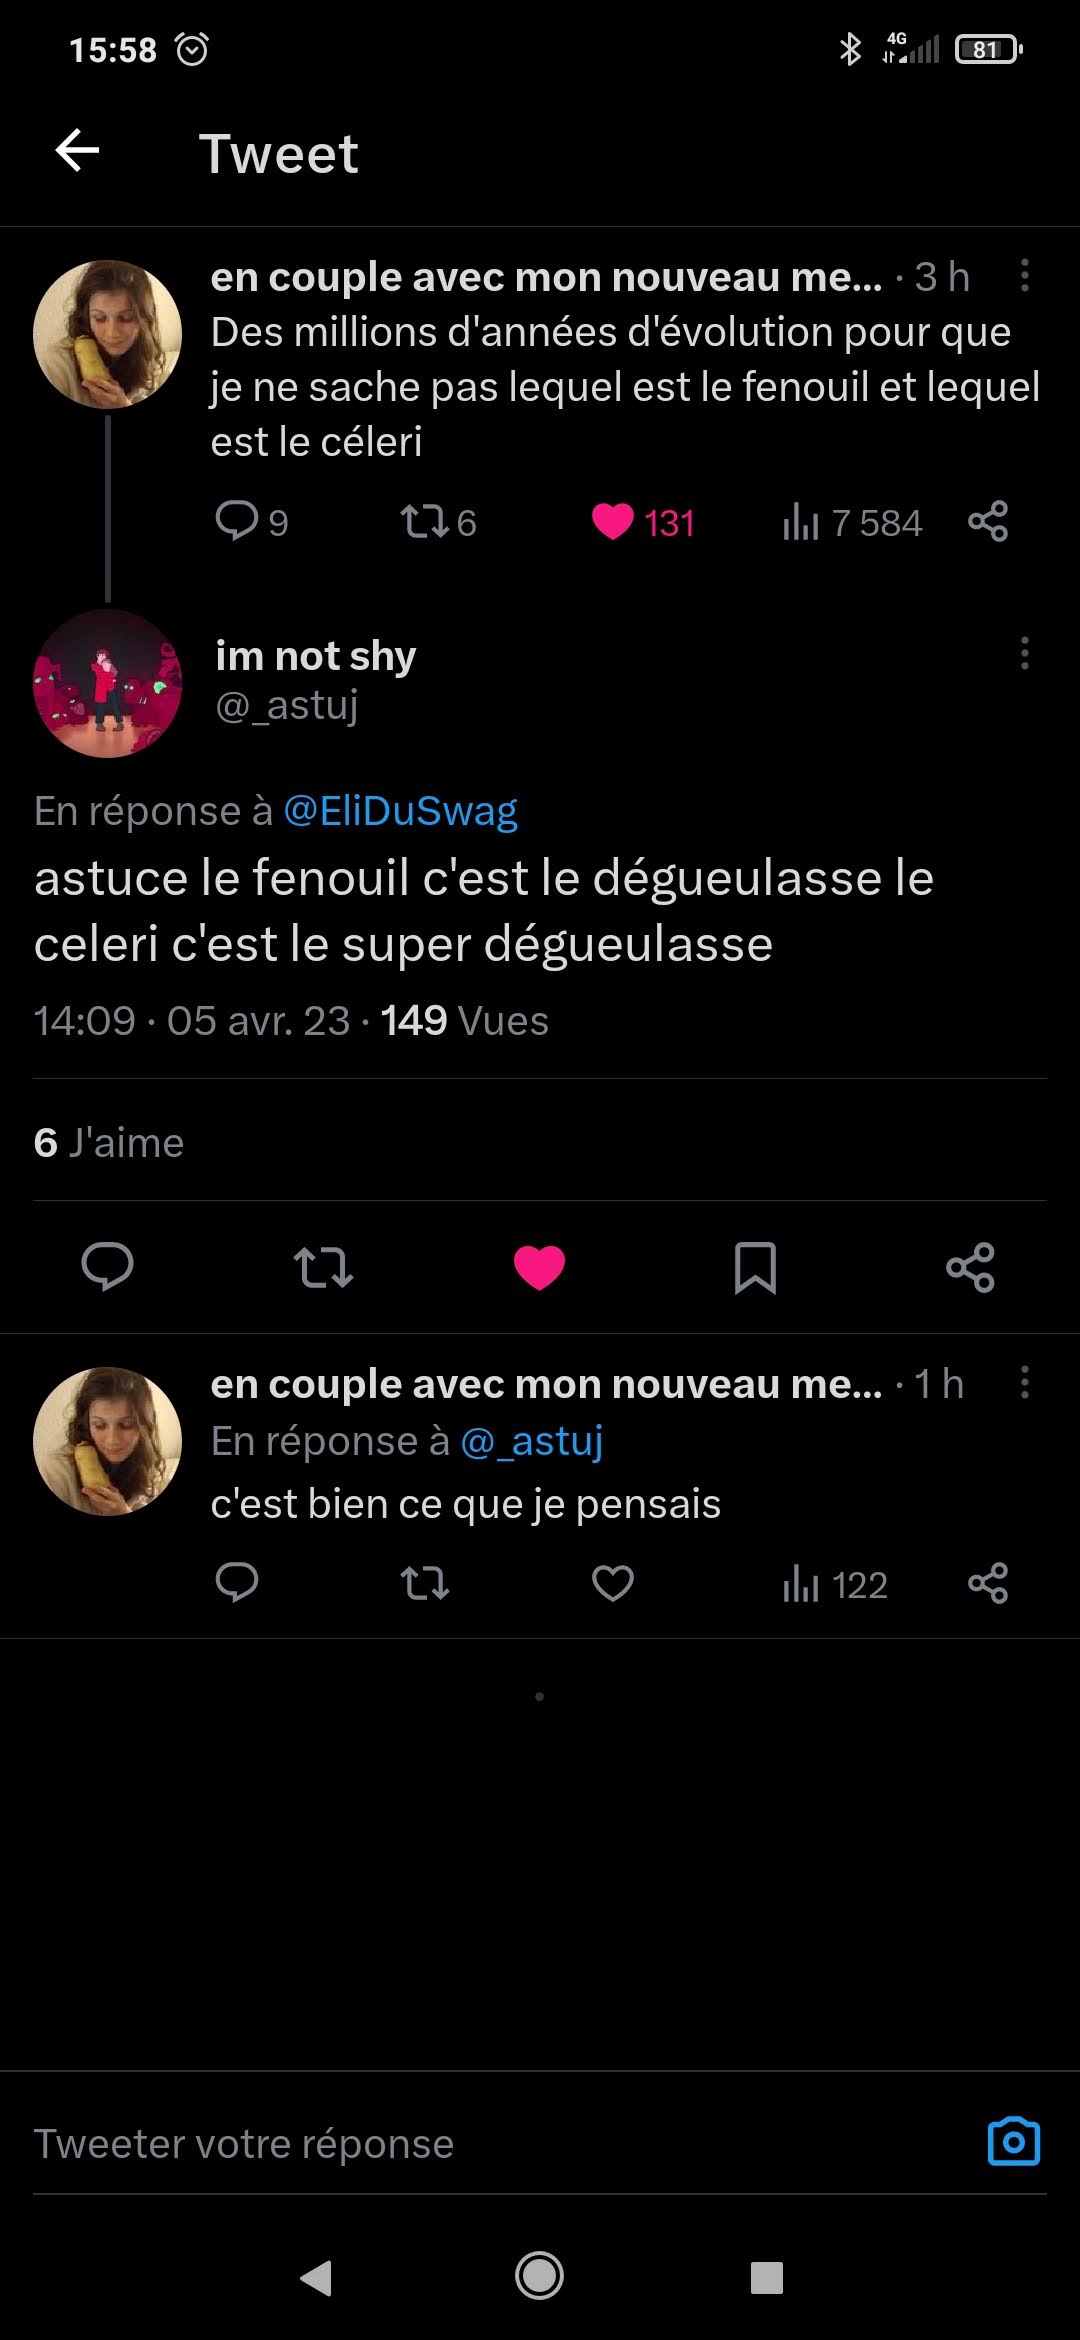 15:58
4G
81
Tweet
en couple avec mon nouveau me... · 3 h
Des millions d'années d'évolution pour que
je ne sache pas lequel est le fenouil et lequel
est le céleri
9 6 131 7 584
im not shy
@_astuj
En réponse à @EliDuSwag
astuce le fenouil c'est le dégueulasse le
celeri c'est le super dégueulasse
14:09 · 05 avr. 23 · 149 Vues
6 J'aime
en couple avec mon nouveau me... · 1 h
En réponse à @_astuj
c'est bien ce que je pensais
122
Tweeter votre réponse